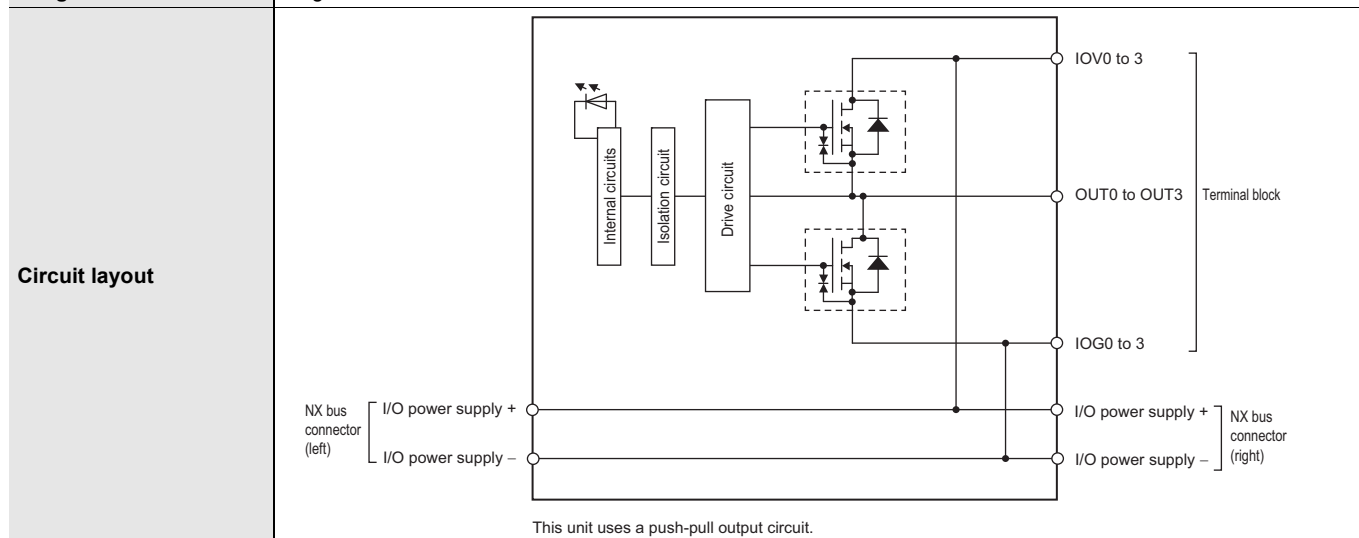 Circuit layout
Internal circuits
Isolation circuit
Drive circuit
IOV0 to 3
OUT0 to OUT3
Terminal block
IOG0 to 3
NX bus
connector
(left)
I/O power supply +
I/O power supply –
I/O power supply +
I/O power supply –
NX bus
connector
(right)
This unit uses a push-pull output circuit.